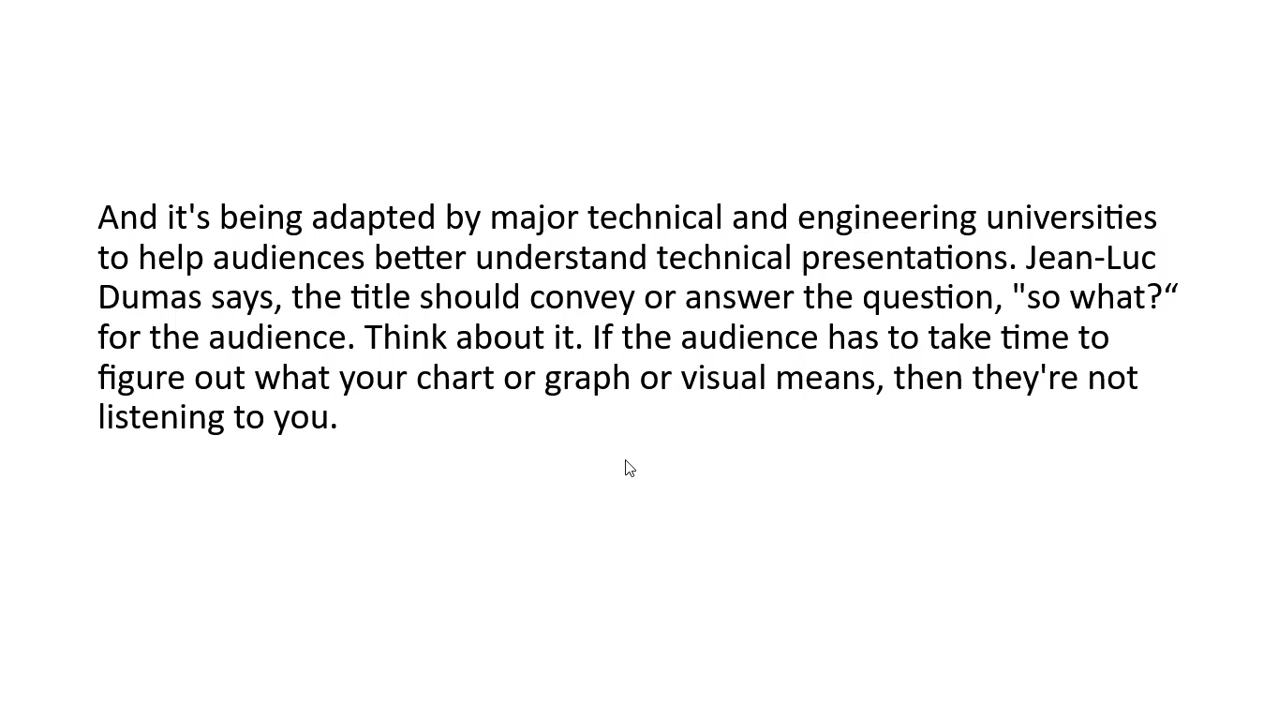 And it's being adapted by major technical and engineering universities
to help audiences better understand technical presentations. Jean-Luc
Dumas says, the title should convey or answer the question, "so what?“
for the audience. Think about it. If the audience has to take time to
figure out what your chart or graph or visual means, then they're not
listening to you.